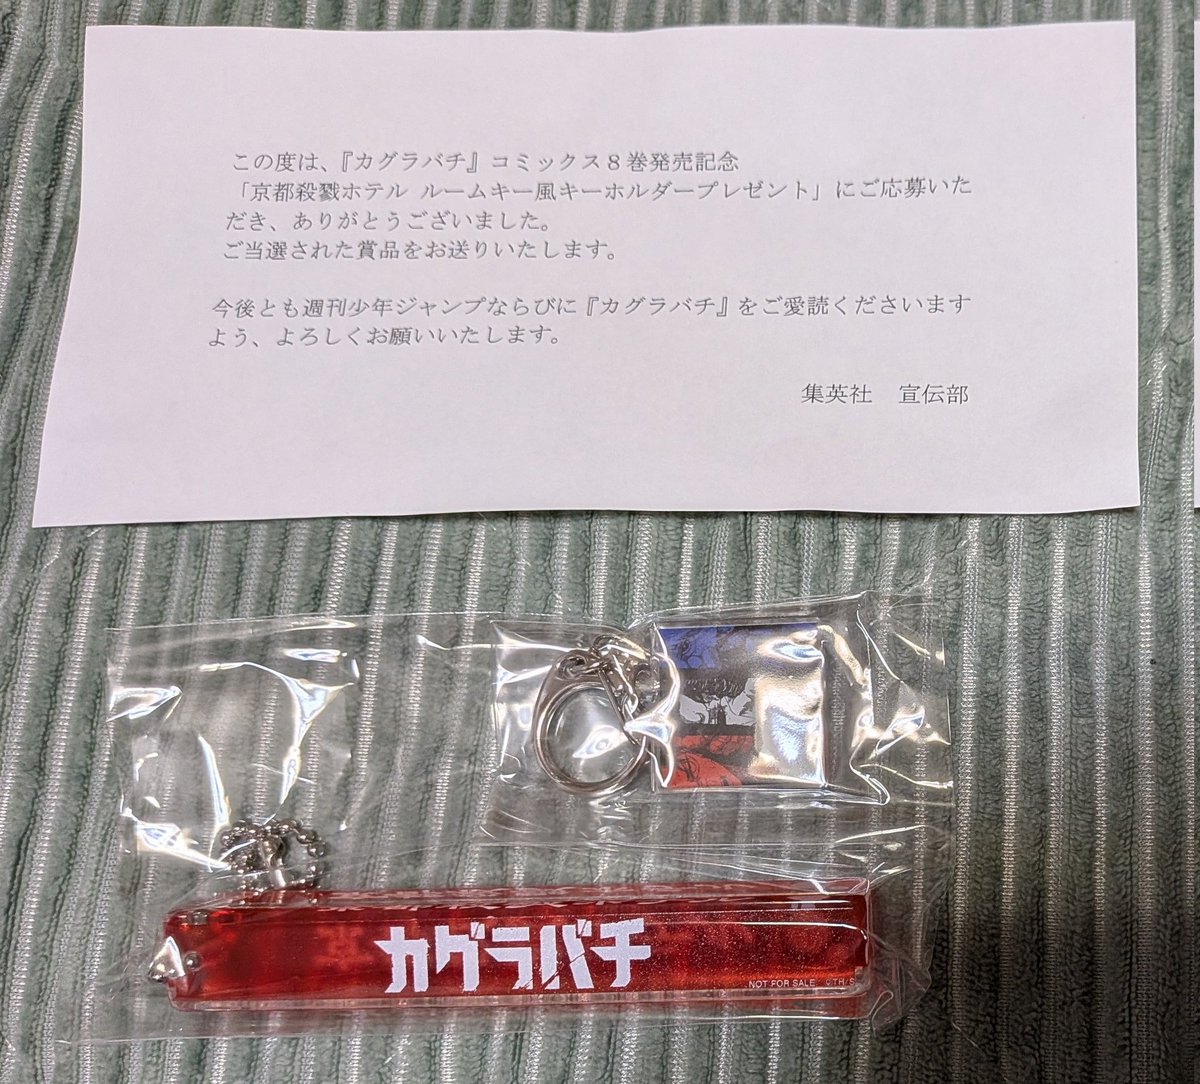 この度は、『カグラバチ』コミックス８巻発売記念
「京都殺戮ホテル ルームキー風キーホルダープレゼント」にご応募いた
だき、ありがとうございました。
ご当選された賞品をお送りいたします。
今後とも週刊少年ジャンプならびに『カグラバチ』をご愛読くださいます
よう、よろしくお願いいたします。
集英社　宣伝部
カグラバチ
NOT FOR SALE